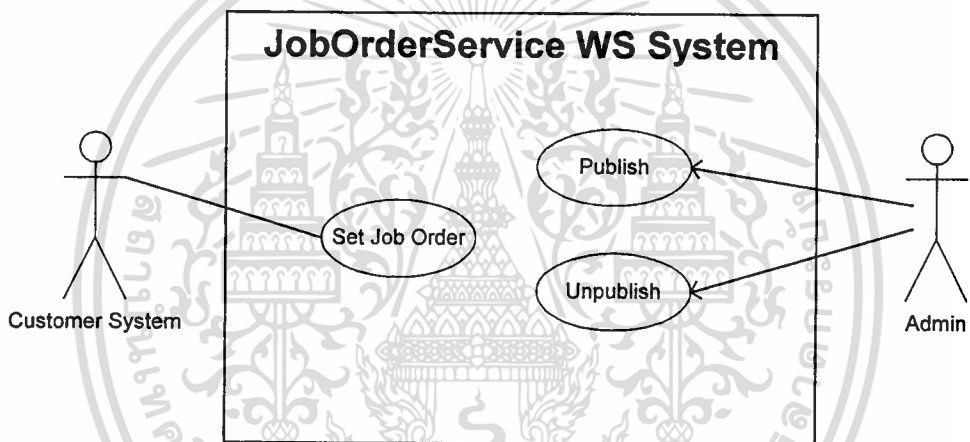 JobOrderService WS System
Publish
Set Job Order
Unpublish
Customer System
Admin